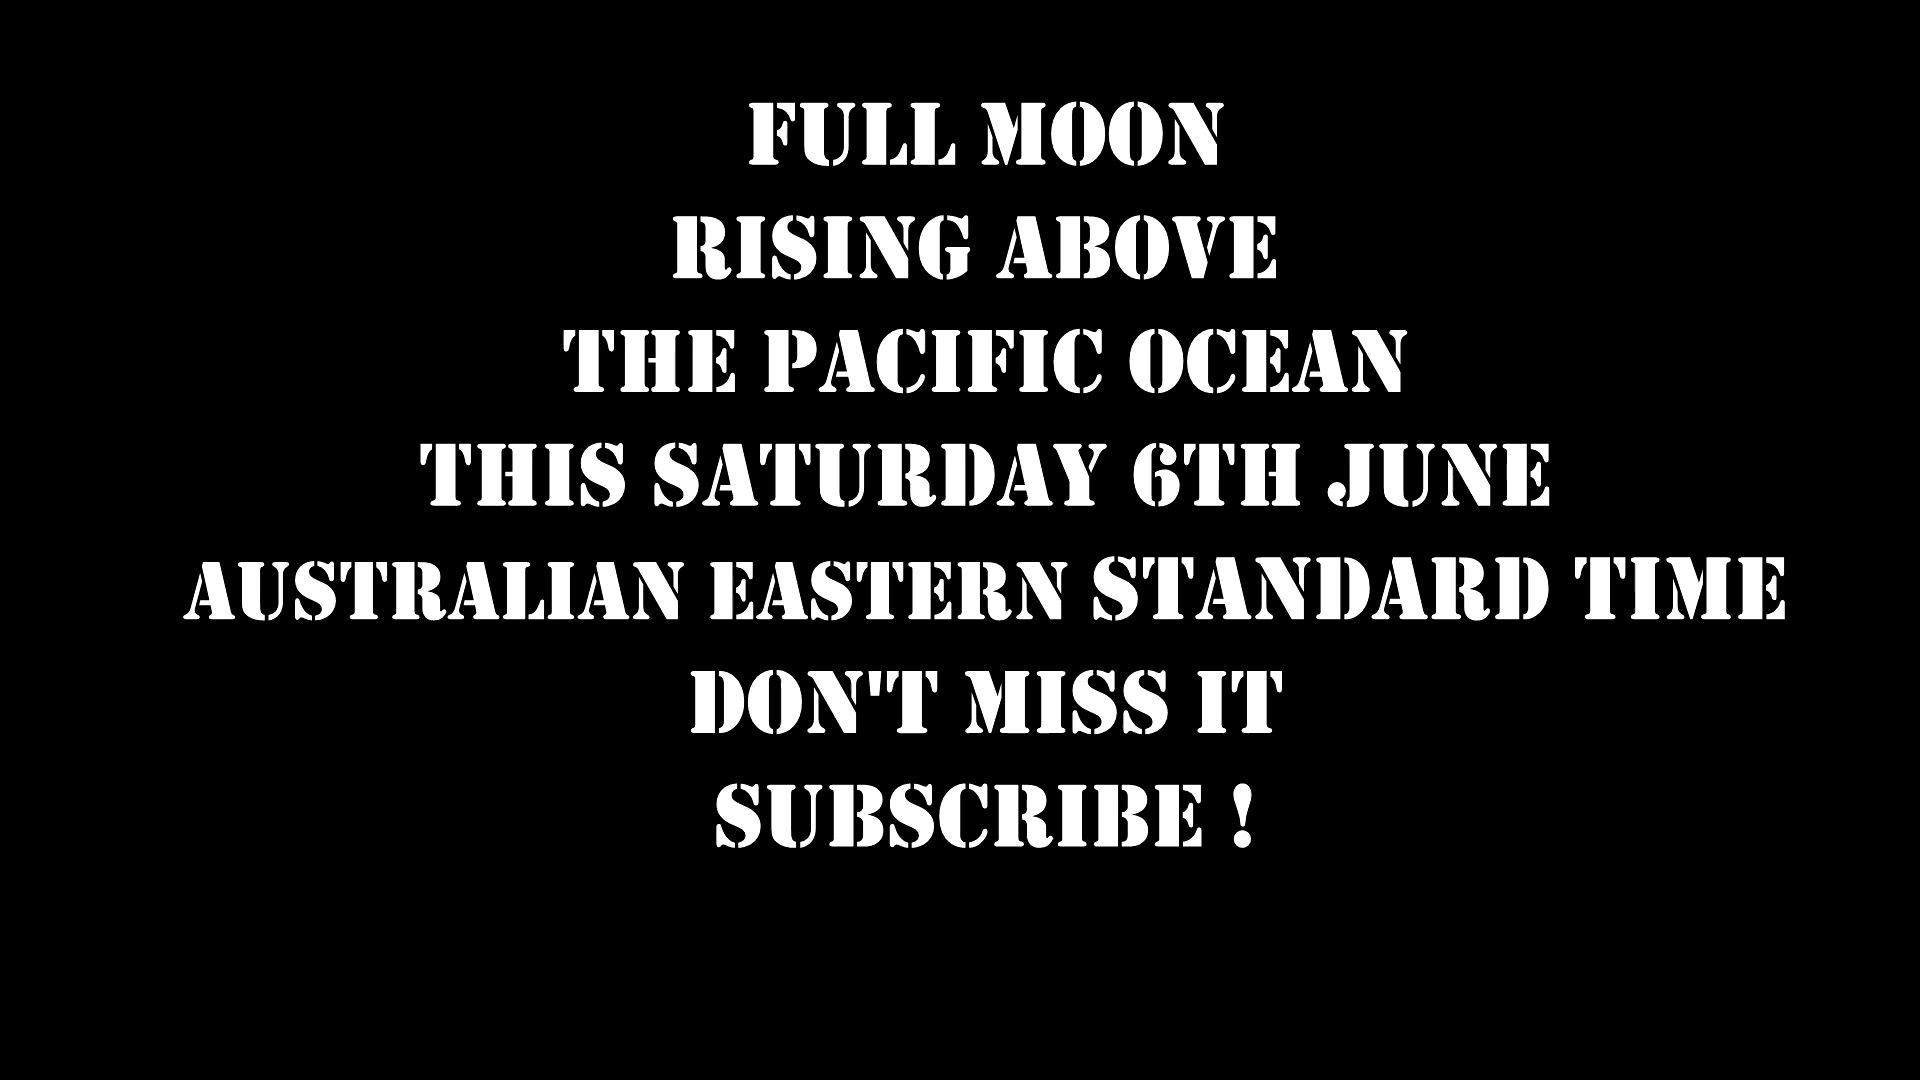 FULL MOON
RISING ABOVE
THE PACIFIC OCEAN
THIS SATURDAY 6TH JUNE
AUSTRALIAN EASTERN STANDARD TIME
DON'T MISS IT
SUBSCRIBE !